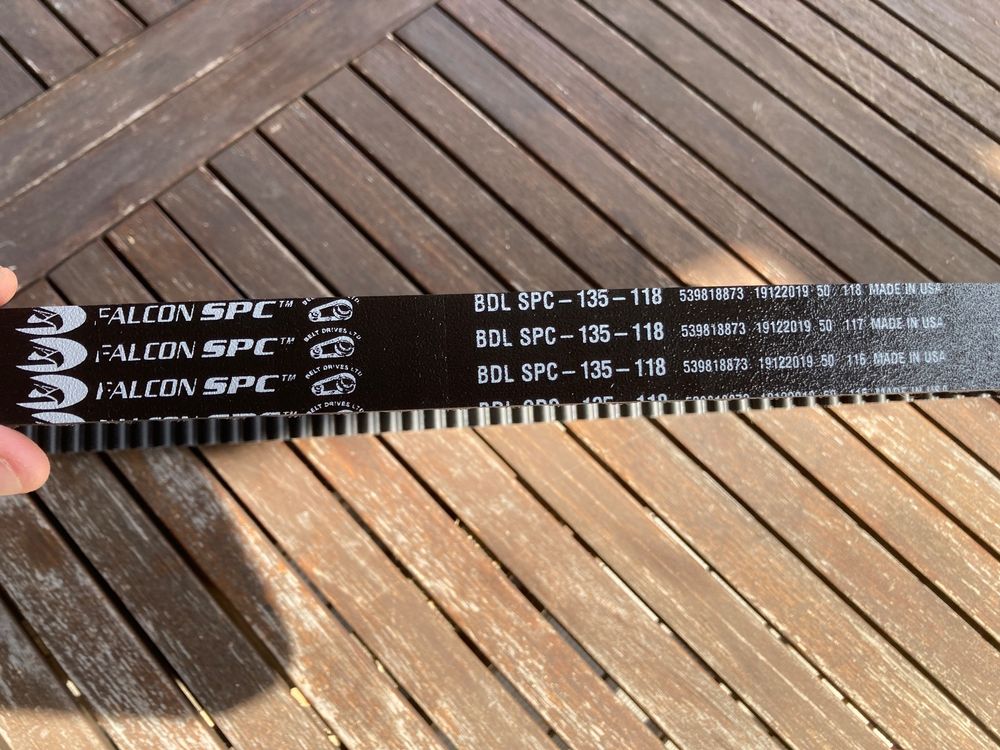 FALCON SPC™ BELT DRIVES LTD BDL SPC-135-118 539818873 19122019 50 118 MADE IN USA
FALCON SPC™ BELT DRIVES LTD BDL SPC-135-118 539818873 19122019 50 117 MADE IN USA
FALCON SPC™ BELT DRIVES LTD BDL SPC-135-118 539818873 19122019 50 116 MADE IN USA